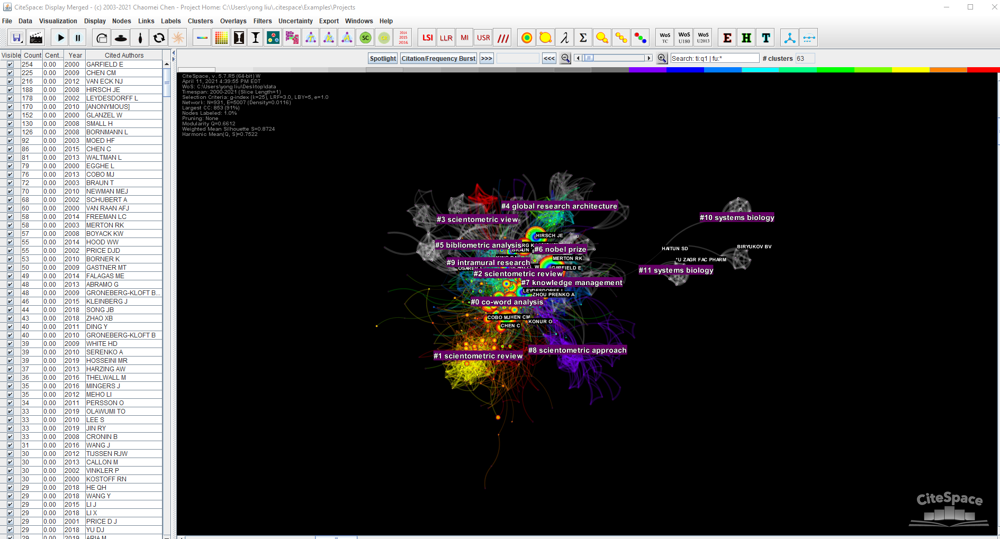 CiteSpace: Display Merged - (c) 2003-2021 Chaomei Chen - Project Home: C:\Users\yong liu\.citespace\Examples\Projects
File Data Visualization Display Nodes Links Labels Clusters Overlays Filters Uncertainty Export Windows Help
T K A SC GR 2014 2015 2016 LSI LLR MI USR λ Σ WoS TC WoS U180 WoS U2013 E H T
Visible Count Cent... Year Cited Authors
254 0.00 2000 GARFIELD E
225 0.00 2009 CHEN CM
216 0.00 2012 VAN ECK NJ
188 0.00 2008 HIRSCH JE
178 0.00 2002 LEYDESDORFF L
170 0.00 2010 [ANONYMOUS]
152 0.00 2000 GLANZEL W
130 0.00 2008 SMALL H
126 0.00 2008 BORNMANN L
92 0.00 2003 MOED HF
86 0.00 2015 CHEN C
81 0.00 2013 WALTMAN L
79 0.00 2000 EGGHE L
76 0.00 2013 COBO MJ
72 0.00 2003 BRAUN T
70 0.00 2010 NEWMAN MEJ
68 0.00 2002 SCHUBERT A
60 0.00 2000 VAN RAAN AFJ
58 0.00 2014 FREEMAN LC
58 0.00 2003 MERTON RK
57 0.00 2008 BOYACK KW
55 0.00 2014 HOOD WW
55 0.00 2002 PRICE DJD
53 0.00 2010 BORNER K
50 0.00 2009 GASTNER MT
49 0.00 2014 FALAGAS ME
48 0.00 2013 ABRAMO G
48 0.00 2009 GRONEBERG-KLOFT B...
46 0.00 2015 KLEINBERG J
44 0.00 2018 SONG JB
43 0.00 2018 ZHAO XB
40 0.00 2011 DING Y
40 0.00 2010 GRONEBERG-KLOFT B
39 0.00 2009 WHITE HD
39 0.00 2010 SERENKO A
39 0.00 2019 HOSSEINI MR
37 0.00 2013 HARZING AW
36 0.00 2016 THELWALL M
35 0.00 2016 MINGERS J
35 0.00 2012 MEHO LI
34 0.00 2011 PERSSON O
33 0.00 2019 OLAWUMI TO
33 0.00 2010 LEE S
33 0.00 2019 JIN RY
33 0.00 2008 CRONIN B
31 0.00 2016 WANG J
30 0.00 2012 TIJSSEN RJW
30 0.00 2013 CALLON M
30 0.00 2002 VINKLER P
30 0.00 2000 KOSTOFF RN
29 0.00 2018 HE QH
29 0.00 2018 WANG Y
29 0.00 2015 LI J
29 0.00 2018 LI X
29 0.00 2001 PRICE D J
29 0.00 2018 YU DJ
29 0.00 2019 ARIA M
Spotlight Citation/Frequency Burst >>> <<< Search: ti:q1 | fu:* # clusters 63
CiteSpace, v. 5.7.R5 (64-bit) W
April 11, 2021 4:39:55 PM EDT
WoS: C:\Users\yong liu\Desktop\data
Timespan: 2000-2021 (Slice Length=1)
Selection Criteria: g-index (k=25), LRF=3.0, LBY=5, e=1.0
Network: N=931, E=5007 (Density=0.0116)
Largest CC: 853 (91%)
Nodes Labeled: 1.0%
Pruning: None
Modularity Q=0.6612
Weighted Mean Silhouette S=0.8724
Harmonic Mean(Q, S)=0.7522
#4 global research architecture
#10 systems biology
#3 scientometric view
HIRSCH JE
#5 bibliometric analysis
#6 nobel prize
BRAUN
HAITUN SD
BIRYUKOV BV
MERTON RK
*U ZAGR FAC PHARM
#9 intramural research
GARFIELD E
#11 systems biology
#2 scientometric review
#7 knowledge management
LEYDESDORFF L
ZHOU PRENKO A
#0 co-word analysis
COBO MJ
HEN CM
KONUR O
CHEN C
#8 scientometric approach
#1 scientometric review
CiteSpace